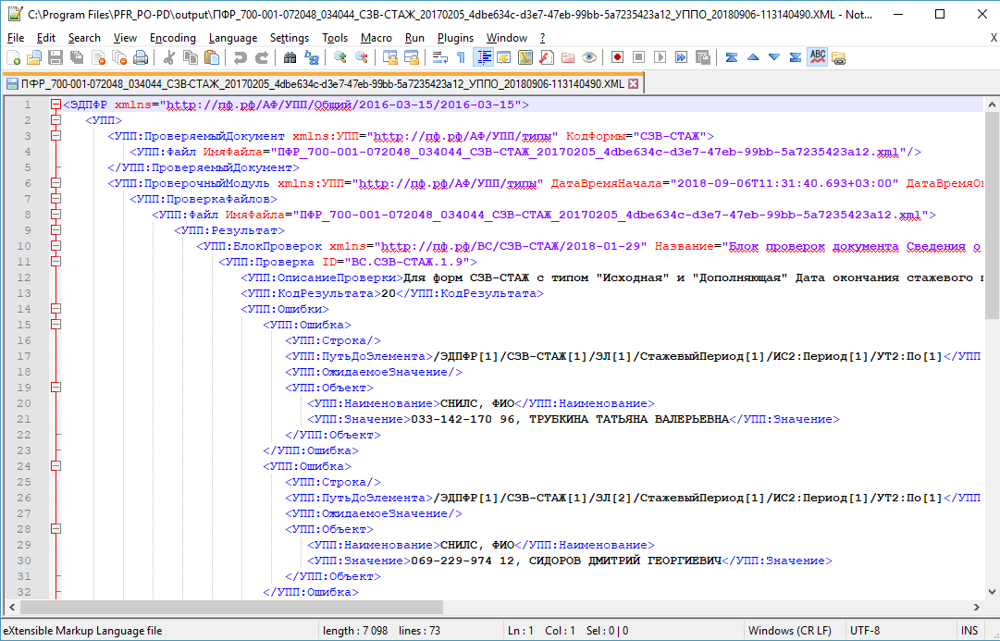 C:\Program Files\PFR_PO-PD\output\ПФР_700-001-072048_034044_СЗВ-СТАЖ_20170205_4dbe634c-d3e7-47eb-99bb-5a7235423a12_УППО_20180906-113140490.XML - Not...
File Edit Search View Encoding Language Settings Tools Macro Run Plugins Window ? X
ПФР_700-001-072048_034044_СЗВ-СТАЖ_20170205_4dbe634c-d3e7-47eb-99bb-5a7235423a12_УППО_20180906-113140490.XML
1 <ЭДПФР xmlns="http://пф.рф/АФ/УПП/Общий/2016-03-15/2016-03-15">
2 <УПП>
3 <УПП:ПроверяемыйДокумент xmlns:УПП="http://пф.рф/АФ/УПП/типы" КодФормы="СЗВ-СТАЖ">
4 <УПП:Файл ИмяФайла="ПФР_700-001-072048_034044_СЗВ-СТАЖ_20170205_4dbe634c-d3e7-47eb-99bb-5a7235423a12.xml"/>
5 </УПП:ПроверяемыйДокумент>
6 <УПП:ПроверочныйМодуль xmlns:УПП="http://пф.рф/АФ/УПП/типы" ДатаВремяНачала="2018-09-06T11:31:40.693+03:00" ДатаВремяО
7 <УПП:ПроверкаФайлов>
8 <УПП:Файл ИмяФайла="ПФР_700-001-072048_034044_СЗВ-СТАЖ_20170205_4dbe634c-d3e7-47eb-99bb-5a7235423a12.xml">
9 <УПП:Результат>
10 <УПП:БлокПроверок xmlns="http://пф.рф/ВС/СЗВ-СТАЖ/2018-01-29" Название="Блок проверок документа Сведения о
11 <УПП:Проверка ID="ВС.СЗВ-СТАЖ.1.9">
12 <УПП:ОписаниеПроверки>Для форм СЗВ-СТАЖ с типом "Исходная" и "Дополняющая" Дата окончания стажевого
13 <УПП:КодРезультата>20</УПП:КодРезультата>
14 <УПП:Ошибки>
15 <УПП:Ошибка>
16 <УПП:Строка/>
17 <УПП:ПутьДоЭлемента>/ЭДПФР[1]/СЗВ-СТАЖ[1]/ЗЛ[1]/СтажевыйПериод[1]/ИС2:Период[1]/УТ2:По[1]</УПП
18 <УПП:ОжидаемоеЗначение/>
19 <УПП:Объект>
20 <УПП:Наименование>СНИЛС, ФИО</УПП:Наименование>
21 <УПП:Значение>033-142-170 96, ТРУБКИНА ТАТЬЯНА ВАЛЕРЬЕВНА</УПП:Значение>
22 </УПП:Объект>
23 </УПП:Ошибка>
24 <УПП:Ошибка>
25 <УПП:Строка/>
26 <УПП:ПутьДоЭлемента>/ЭДПФР[1]/СЗВ-СТАЖ[1]/ЗЛ[2]/СтажевыйПериод[1]/ИС2:Период[1]/УТ2:По[1]</УПП
27 <УПП:ОжидаемоеЗначение/>
28 <УПП:Объект>
29 <УПП:Наименование>СНИЛС, ФИО</УПП:Наименование>
30 <УПП:Значение>069-229-974 12, СИДОРОВ ДМИТРИЙ ГЕОРГИЕВИЧ</УПП:Значение>
31 </УПП:Объект>
32 </УПП:Ошибка>
eXtensible Markup Language file length : 7 098 lines : 73 Ln : 1 Col : 1 Sel : 0 | 0 Windows (CR LF) UTF-8 INS